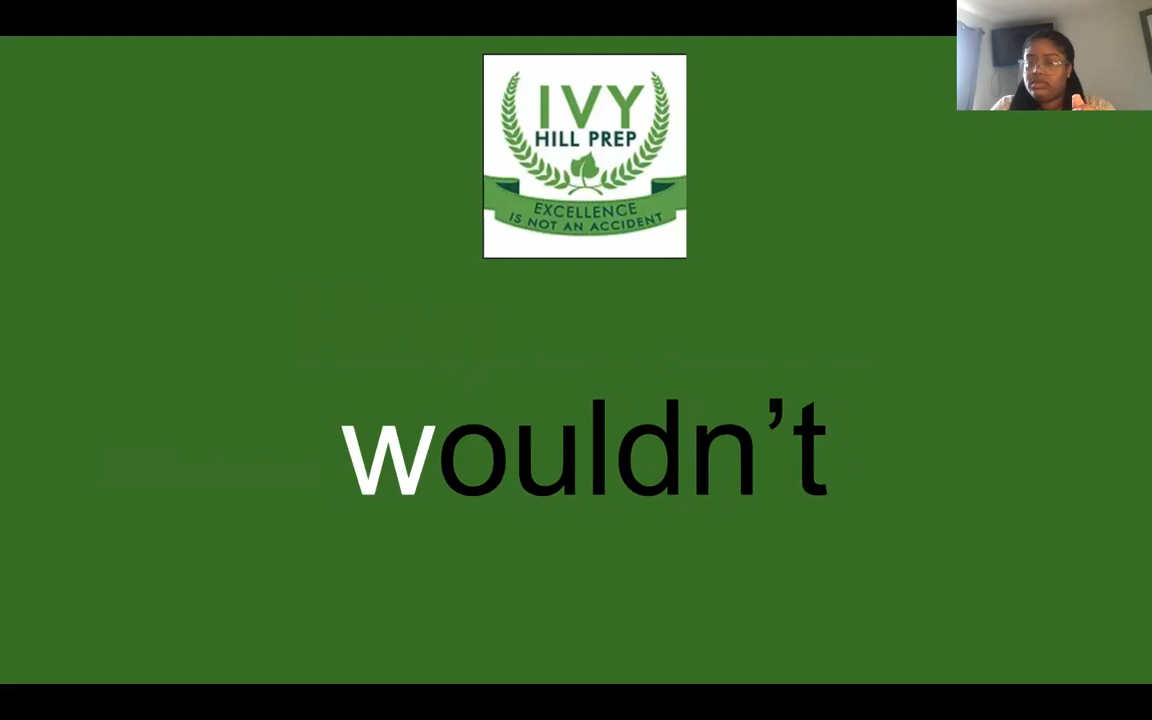 IVY
HILL PREP
EXCELLENCE
IS NOT AN ACCIDENT
wouldn’t